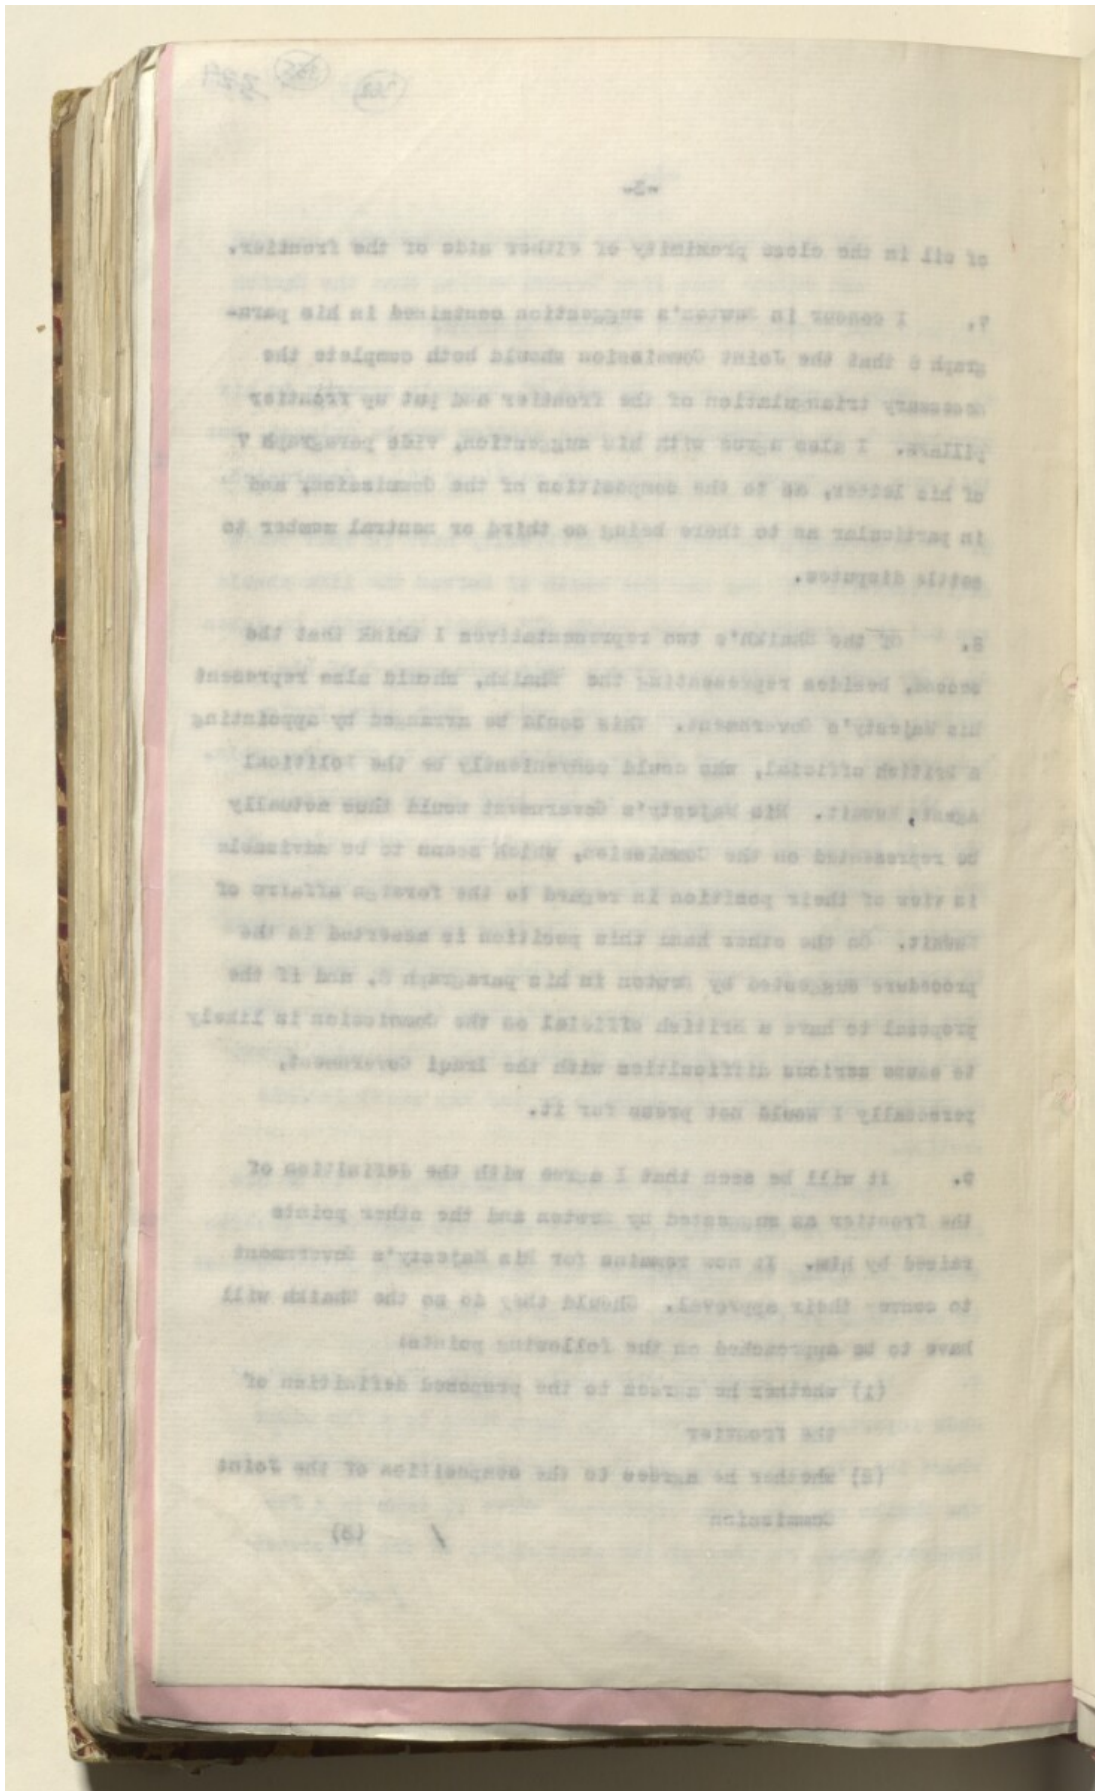 -3-
of oil in the close proximity of either side of the frontier.
7. I concur in Newton's suggestion contained in his para-
graph 6 that the Joint Commission should both complete the
necessary triangulation of the frontier and put up frontier
pillars. I also agree with his suggestion, vide paragraph 7
of his letter, as to the composition of the Commission, and
in particular as to there being no third or neutral member to
settle disputes.
8. Of the Shaikh's two representatives I think that the
second, besides representing the Shaikh, should also represent
His Majesty's Government. This could be arranged by appointing
a British official, who could conveniently be the Political
Agent, Kuwait. His Majesty's Government would thus actually
be represented on the Commission, which seems to be advisable
in view of their position in regard to the foreign affairs of
Kuwait. On the other hand this position is asserted in the
procedure suggested by Newton in his paragraph 8, and if the
proposal to have a British official on the Commission is likely
to cause serious difficulties with the Iraqi Government,
personally I would not press for it.
9. It will be seen that I agree with the definition of
the frontier as suggested by Newton and the other points
raised by him. It now remains for His Majesty's Government
to convey their approval. Should they do so the Shaikh will
have to be approached on the following points:
(1) whether he agrees to the proposed definition of
the frontier
(2) whether he agrees to the composition of the Joint
Commission
/ (3)